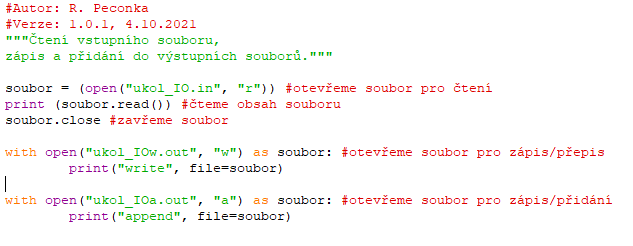 #Autor: R. Peconka
#Verze: 1.0.1, 4.10.2021
"""Čtení vstupního souboru,
zápis a přidání do výstupních souborů."""
soubor = (open("ukol_IO.in", "r")) #otevřeme soubor pro čtení
print (soubor.read()) #čteme obsah souboru
soubor.close #zavřeme soubor
with open("ukol_IOw.out", "w") as soubor: #otevřeme soubor pro zápis/přepis
        print("write", file=soubor)
with open("ukol_IOa.out", "a") as soubor: #otevřeme soubor pro zápis/přidání
        print("append", file=soubor)